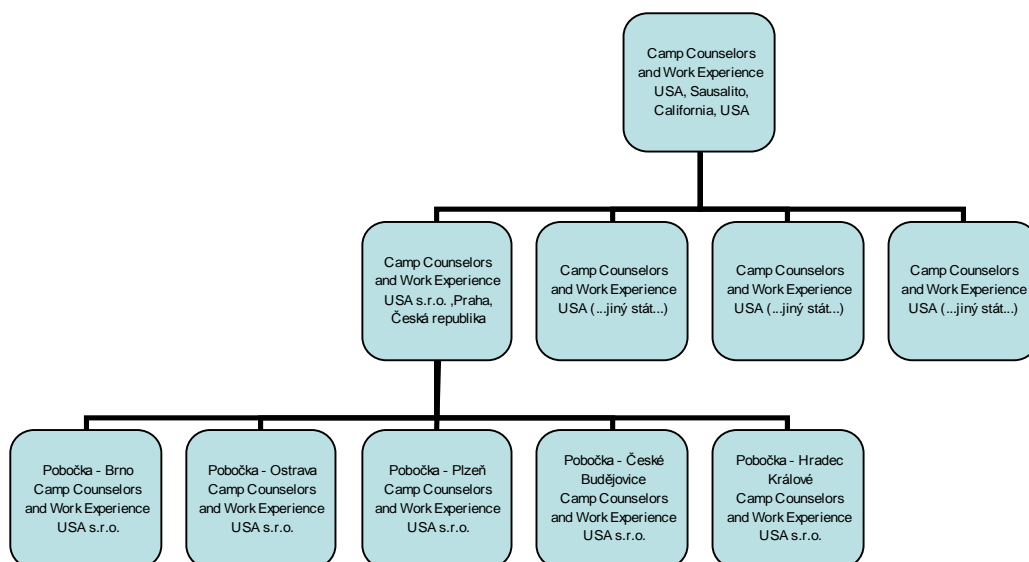 Camp Counselors
and Work Experience
USA, Sausalito,
California, USA
Camp Counselors
and Work Experience
USA s.r.o. ,Praha,
Česká republika
Camp Counselors
and Work Experience
USA (...jiný stát...)
Camp Counselors
and Work Experience
USA (...jiný stát...)
Camp Counselors
and Work Experience
USA (...jiný stát...)
Pobočka - Brno
Camp Counselors
and Work Experience
USA s.r.o.
Pobočka - Ostrava
Camp Counselors
and Work Experience
USA s.r.o.
Pobočka - Plzeň
Camp Counselors
and Work Experience
USA s.r.o.
Pobočka - České
Budějovice
Camp Counselors
and Work Experience
USA s.r.o.
Pobočka - Hradec
Králové
Camp Counselors
and Work Experience
USA s.r.o.